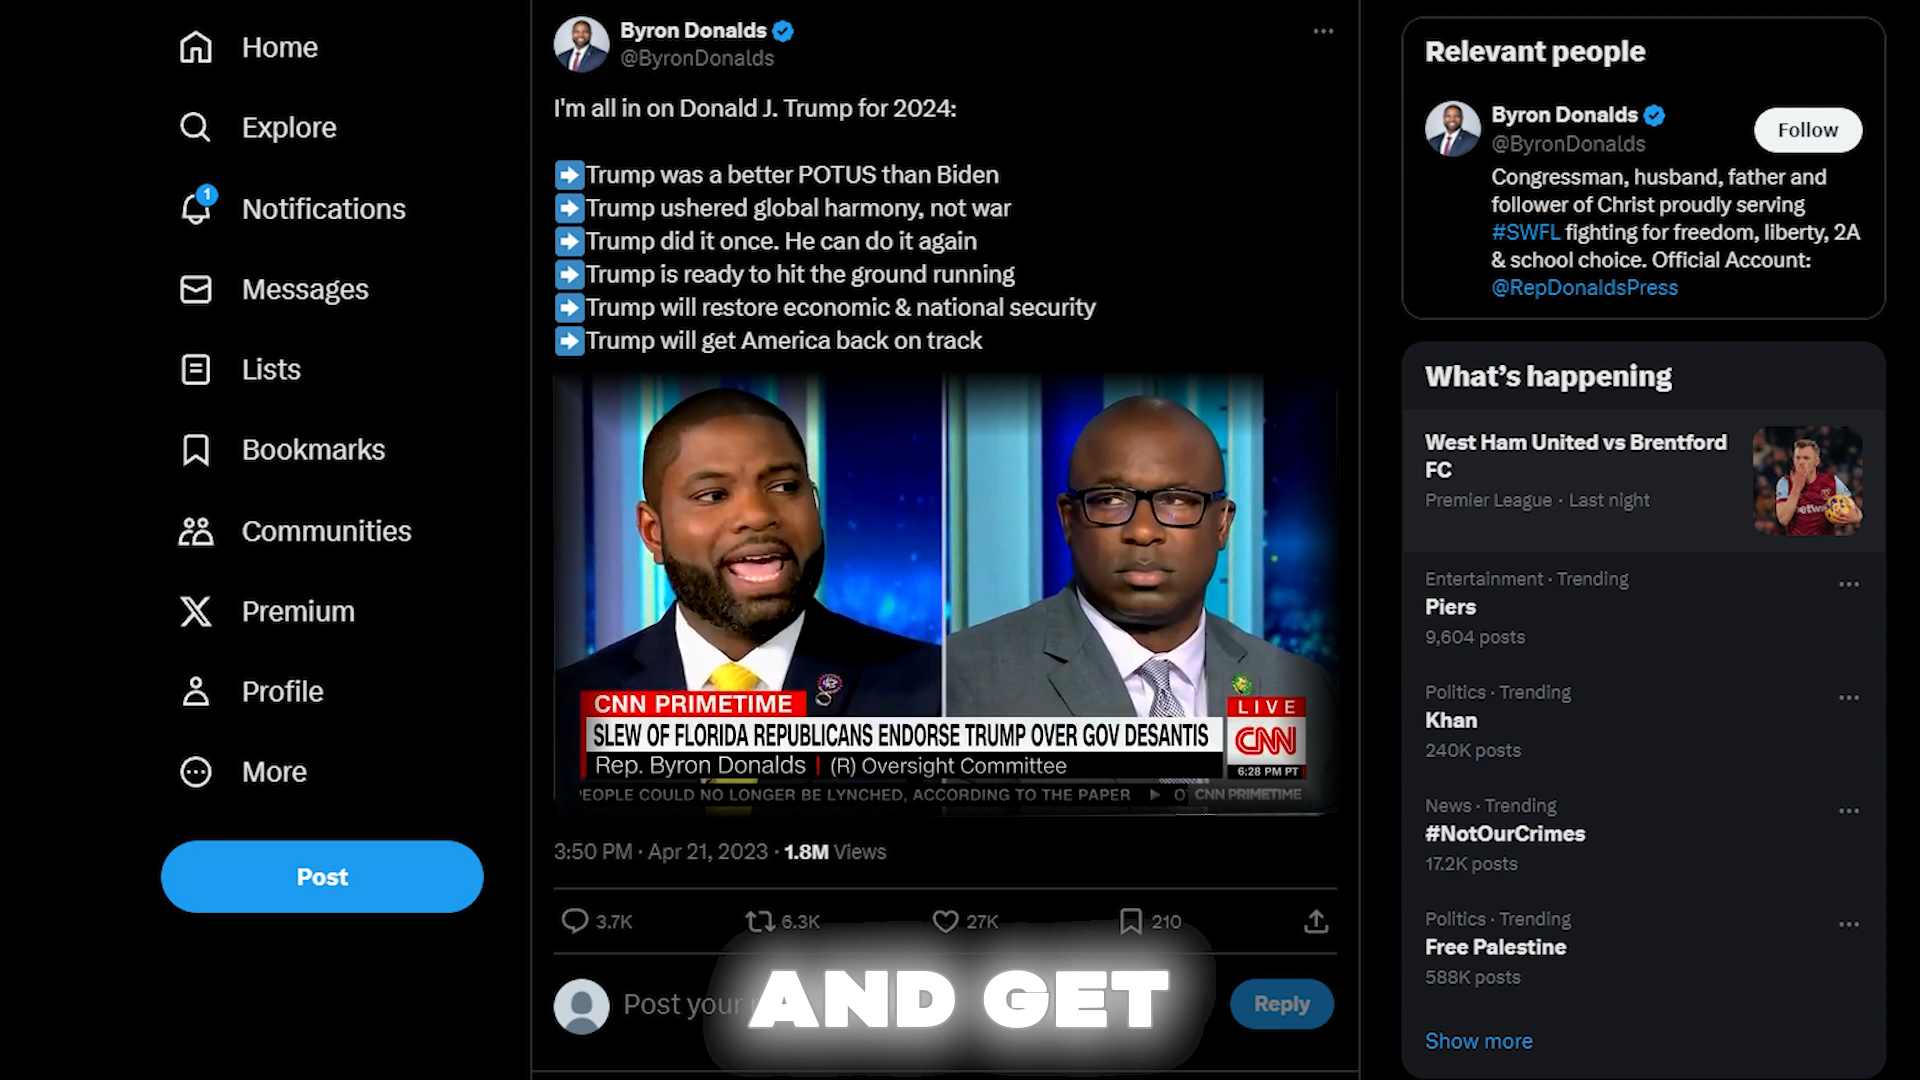 Home
Explore
1
Notifications
Messages
Lists
Bookmarks
Communities
Premium
Profile
More
Post
Byron Donalds
@ByronDonalds
I'm all in on Donald J. Trump for 2024:
➡️Trump was a better POTUS than Biden
➡️Trump ushered global harmony, not war
➡️Trump did it once. He can do it again
➡️Trump is ready to hit the ground running
➡️Trump will restore economic & national security
➡️Trump will get America back on track
CNN PRIMETIME
SLEW OF FLORIDA REPUBLICANS ENDORSE TRUMP OVER GOV DESANTIS
Rep. Byron Donalds | (R) Oversight Committee
LIVE
CNN
6:28 PM PT
COULD NO LONGER BE LYNCHED, ACCORDING TO THE PAPER
CNN PRIMETIME
3:50 PM · Apr 21, 2023 · 1.8M Views
3.7K 6.3K 27K 210
Post your
Reply
AND GET
Relevant people
Byron Donalds
@ByronDonalds
Follow
Congressman, husband, father and
follower of Christ proudly serving
#SWFL fighting for freedom, liberty, 2A
& school choice. Official Account:
@RepDonaldsPress
What's happening
West Ham United vs Brentford
FC
Premier League · Last night
Entertainment · Trending
Piers
9,604 posts
Politics · Trending
Khan
240K posts
News · Trending
#NotOurCrimes
17.2K posts
Politics · Trending
Free Palestine
588K posts
Show more